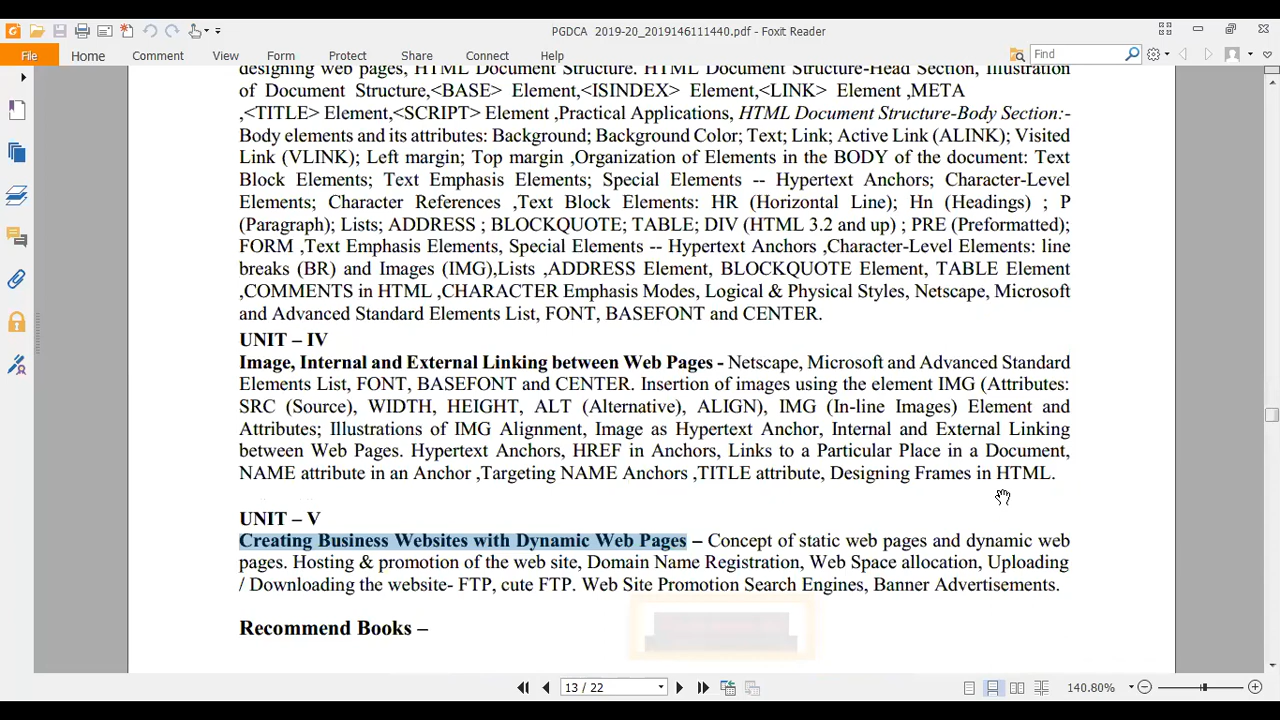 PGDCA 2019-20_2019146111440.pdf - Foxit Reader
File Home Comment View Form Protect Share Connect Help Find
designing web pages, HTML Document Structure. HTML Document Structure-Head Section, Illustration
of Document Structure,<BASE> Element,<ISINDEX> Element,<LINK> Element ,META
,<TITLE> Element,<SCRIPT> Element ,Practical Applications, HTML Document Structure-Body Section:-
Body elements and its attributes: Background; Background Color; Text; Link; Active Link (ALINK); Visited
Link (VLINK); Left margin; Top margin ,Organization of Elements in the BODY of the document: Text
Block Elements; Text Emphasis Elements; Special Elements -- Hypertext Anchors; Character-Level
Elements; Character References ,Text Block Elements: HR (Horizontal Line); Hn (Headings) ; P
(Paragraph); Lists; ADDRESS ; BLOCKQUOTE; TABLE; DIV (HTML 3.2 and up) ; PRE (Preformatted);
FORM ,Text Emphasis Elements, Special Elements -- Hypertext Anchors ,Character-Level Elements: line
breaks (BR) and Images (IMG),Lists ,ADDRESS Element, BLOCKQUOTE Element, TABLE Element
,COMMENTS in HTML ,CHARACTER Emphasis Modes, Logical & Physical Styles, Netscape, Microsoft
and Advanced Standard Elements List, FONT, BASEFONT and CENTER.
UNIT – IV
Image, Internal and External Linking between Web Pages - Netscape, Microsoft and Advanced Standard
Elements List, FONT, BASEFONT and CENTER. Insertion of images using the element IMG (Attributes:
SRC (Source), WIDTH, HEIGHT, ALT (Alternative), ALIGN), IMG (In-line Images) Element and
Attributes; Illustrations of IMG Alignment, Image as Hypertext Anchor, Internal and External Linking
between Web Pages. Hypertext Anchors, HREF in Anchors, Links to a Particular Place in a Document,
NAME attribute in an Anchor ,Targeting NAME Anchors ,TITLE attribute, Designing Frames in HTML.
UNIT – V
Creating Business Websites with Dynamic Web Pages – Concept of static web pages and dynamic web
pages. Hosting & promotion of the web site, Domain Name Registration, Web Space allocation, Uploading
/ Downloading the website- FTP, cute FTP. Web Site Promotion Search Engines, Banner Advertisements.
Recommend Books –
13 / 22 140.80%